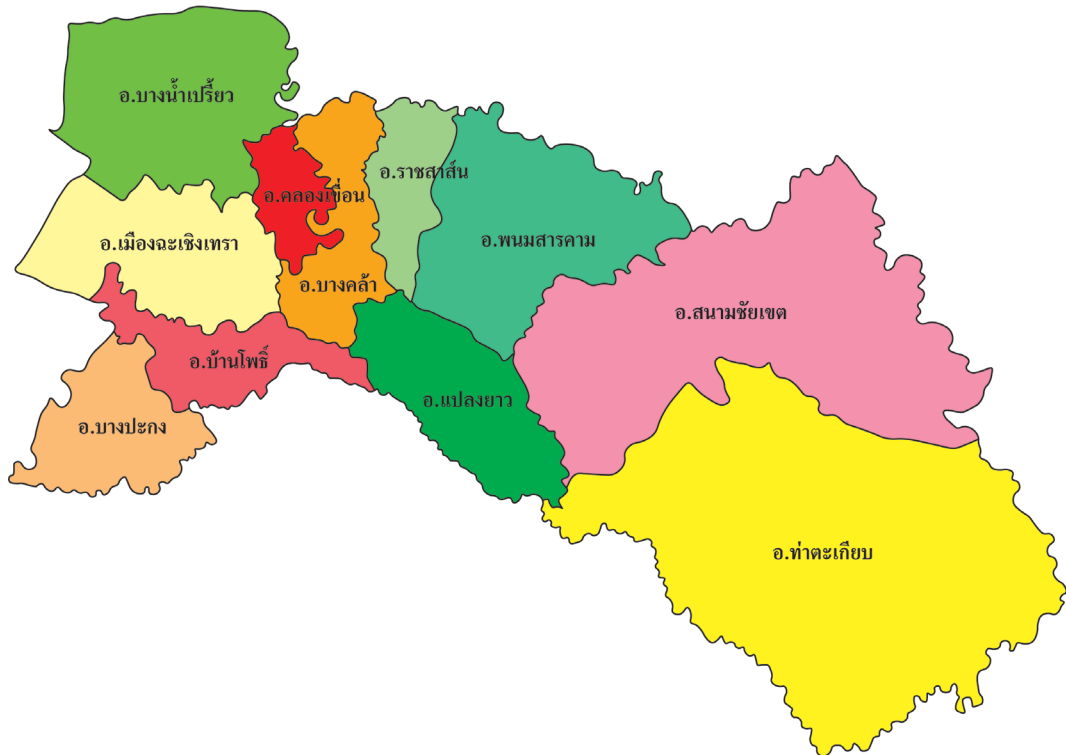 อ.บางน้ำเปรี้ยว
อ.ราชสาส์น
อ.คลองเขื่อน
อ.พนมสารคาม
อ.เมืองฉะเชิงเทรา
อ.บางคล้า
อ.สนามชัยเขต
อ.บ้านโพธิ์
อ.แปลงยาว
อ.บางปะกง
อ.ท่าตะเกียบ